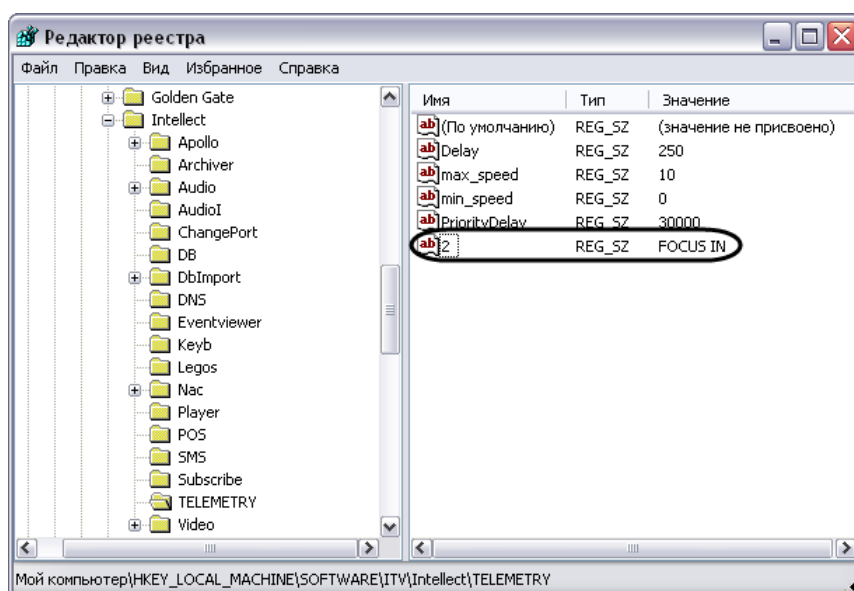 Редактор реестра
Файл Правка Вид Избранное Справка
Golden Gate
Intellect
Apollo
Archiver
Audio
AudioI
ChangePort
DB
DbImport
DNS
Eventviewer
Keyb
Legos
Nac
Player
POS
SMS
Subscribe
TELEMETRY
Video
Имя Тип Значение
(По умолчанию) REG_SZ (значение не присвоено)
Delay REG_SZ 250
max_speed REG_SZ 10
min_speed REG_SZ 0
PriorityDelay REG_SZ 30000
2 REG_SZ FOCUS IN
Мой компьютер\HKEY_LOCAL_MACHINE\SOFTWARE\ITV\Intellect\TELEMETRY